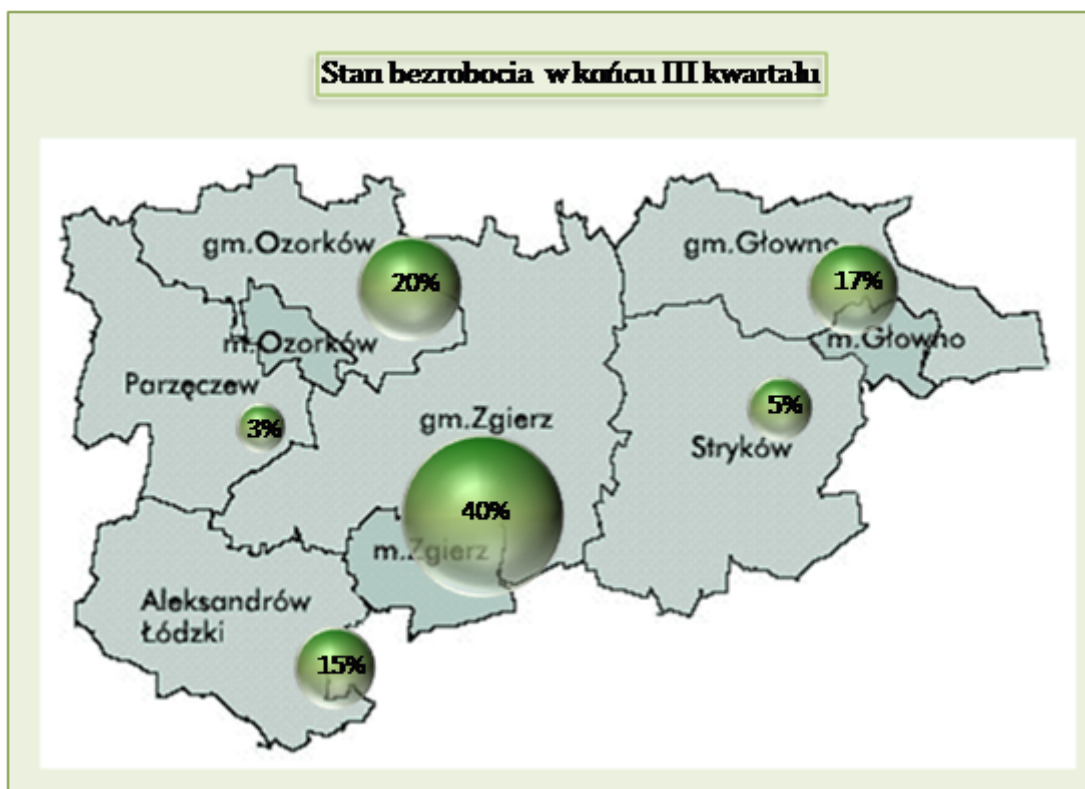 Stan bezrobocia w końcu III kwartału
gm.Ozorków
20%
gm.Głowno
17%
m.Ozorków
m.Głowno
Parzęczew
3%
gm.Zgierz
5%
Stryków
40%
m.Zgierz
Aleksandrów
Łódzki
15%